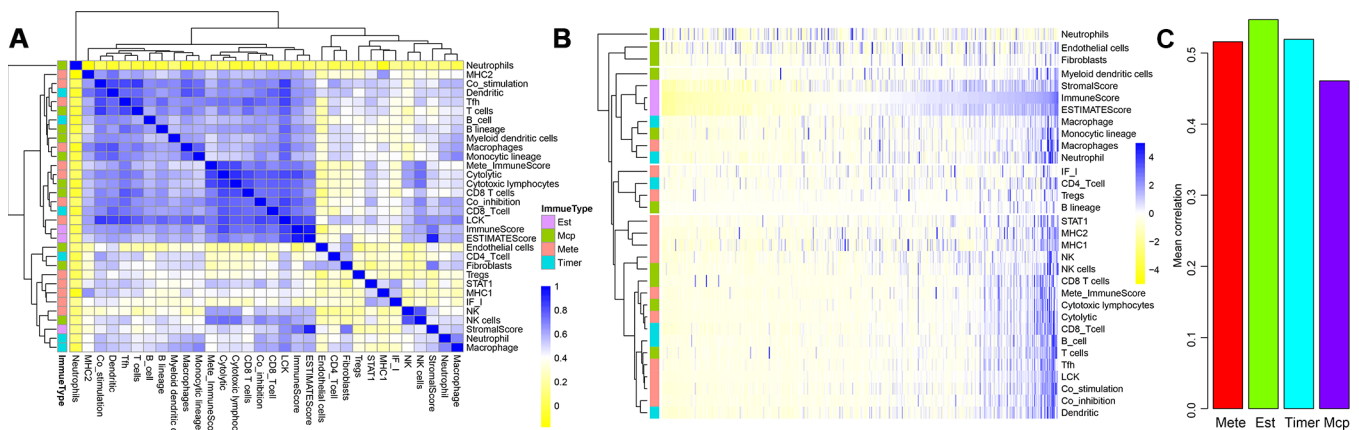 A
Neutrophils
MHC2
Co_stimulation
Dendritic
Tfh
T cells
B_cell
B lineage
Myeloid dendritic cells
Macrophages
Monocytic lineage
Mete_ImmuneScore
Cytolytic
Cytotoxic lymphocytes
CD8 T cells
Co_inhibition
CD8_Tcell
LCK
ImmuneScore
ESTIMATEScore
Endothelial cells
CD4_Tcell
Fibroblasts
Tregs
STAT1
MHC1
IF_I
NK
NK cells
StromalScore
Neutrophil
Macrophage
ImmueType
Neutrophils
MHC2
Co_stimulation
Dendritic
Tfh
T cells
B_cell
B lineage
Myeloid dendritic c
Macrophages
Monocytic lineage
Mete_ImmuneScor
Cytolytic
Cytotoxic lymphoc
CD8 T cells
Co_inhibition
CD8_Tcell
LCK
ImmuneScore
ESTIMATEScore
Endothelial cells
CD4_Tcell
Fibroblasts
Tregs
STAT1
MHC1
IF_I
NK
NK cells
StromalScore
Neutrophil
Macrophage
ImmueType
Est
Mcp
Mete
Timer
1
0.8
0.6
0.4
0.2
0
B
Neutrophils
Endothelial cells
Fibroblasts
Myeloid dendritic cells
StromalScore
ImmuneScore
ESTIMATEScore
Macrophage
Monocytic lineage
Macrophages
Neutrophil
IF_I
CD4_Tcell
Tregs
B lineage
STAT1
MHC2
MHC1
NK
NK cells
CD8 T cells
Mete_ImmuneScore
Cytotoxic lymphocytes
Cytolytic
CD8_Tcell
B_cell
T cells
Tfh
LCK
Co_stimulation
Co_inhibition
Dendritic
4
2
0
−2
−4
C
Mean correlation
0.5
0.4
0.3
0.2
0.1
0.0
Mete Est Timer Mcp